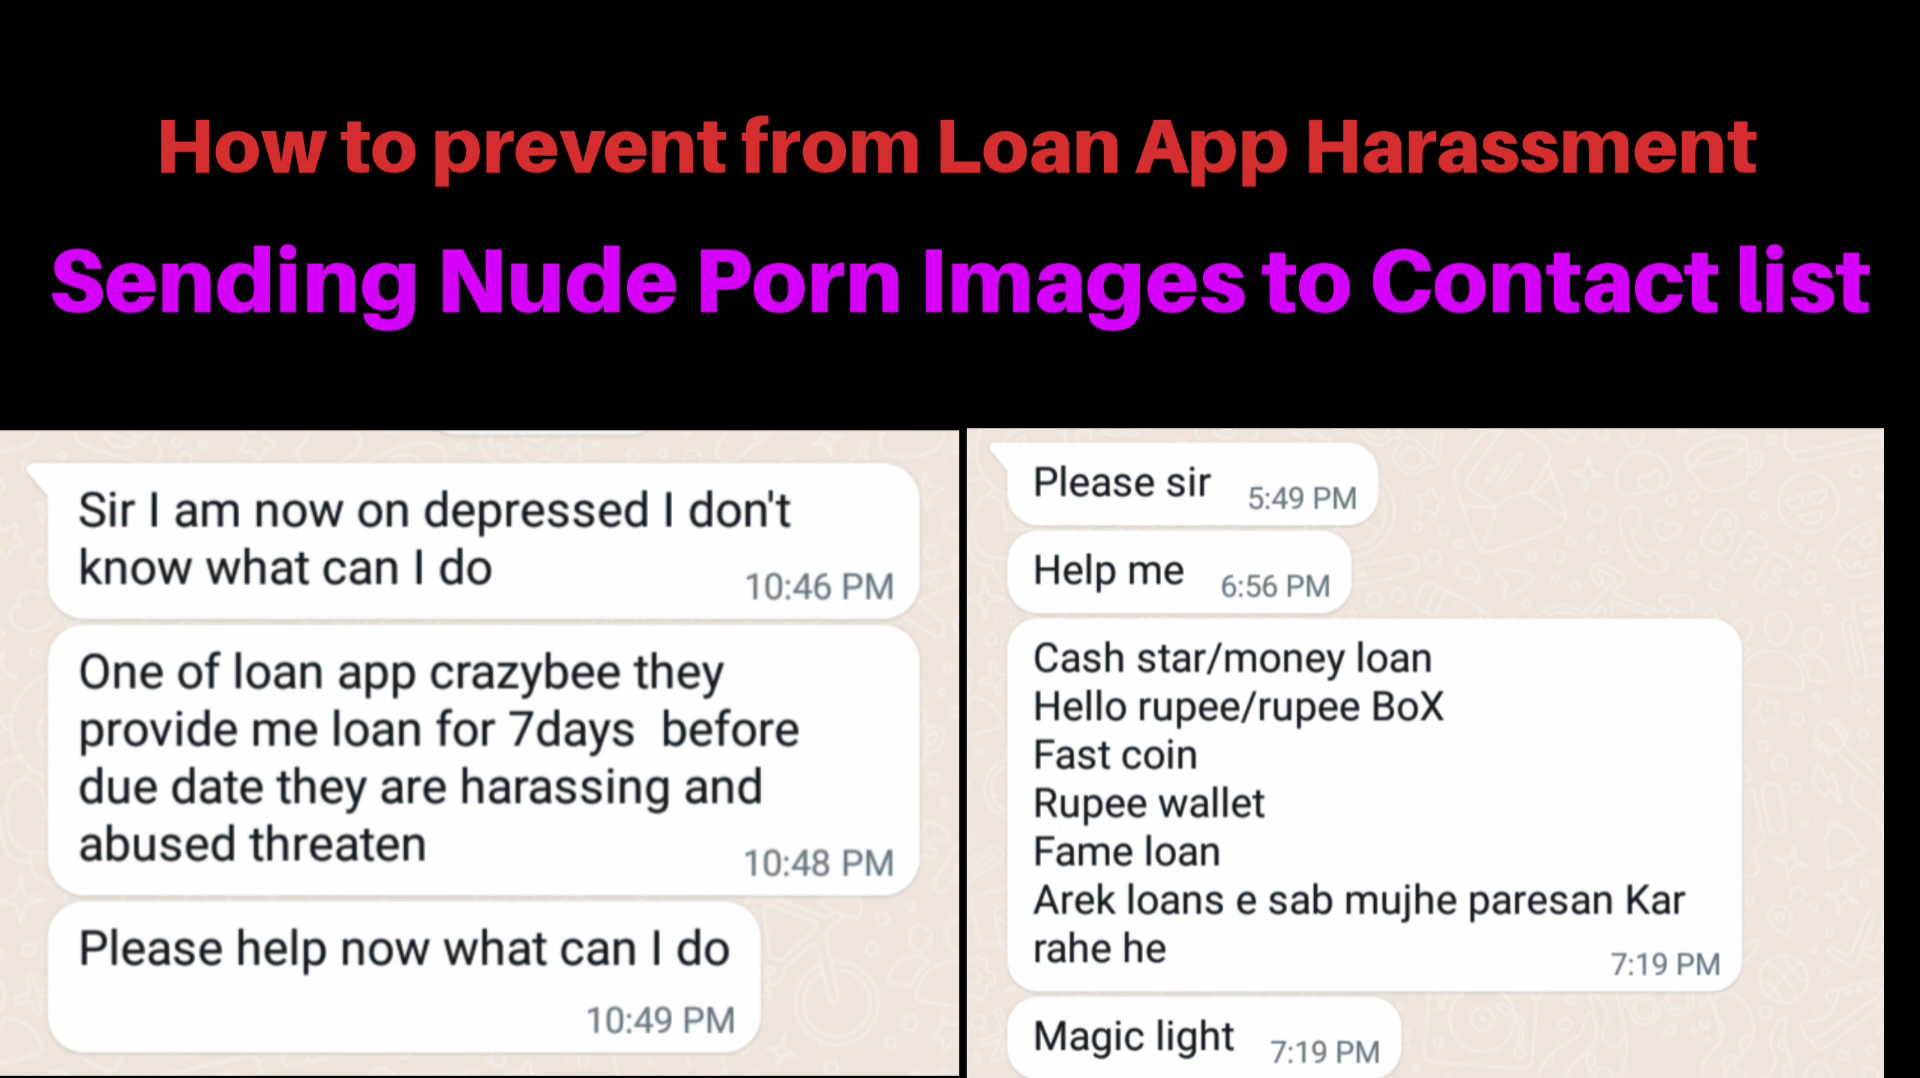 How to prevent from Loan App Harassment
Sending Nude Porn Images to Contact list
Sir I am now on depressed I don't
know what can I do
10:46 PM
One of loan app crazybee they
provide me loan for 7days  before
due date they are harassing and
abused threaten
10:48 PM
Please help now what can I do
10:49 PM
Please sir
5:49 PM
Help me
6:56 PM
Cash star/money loan
Hello rupee/rupee BoX
Fast coin
Rupee wallet
Fame loan
Arek loans e sab mujhe paresan Kar
rahe he
7:19 PM
Magic light
7:19 PM